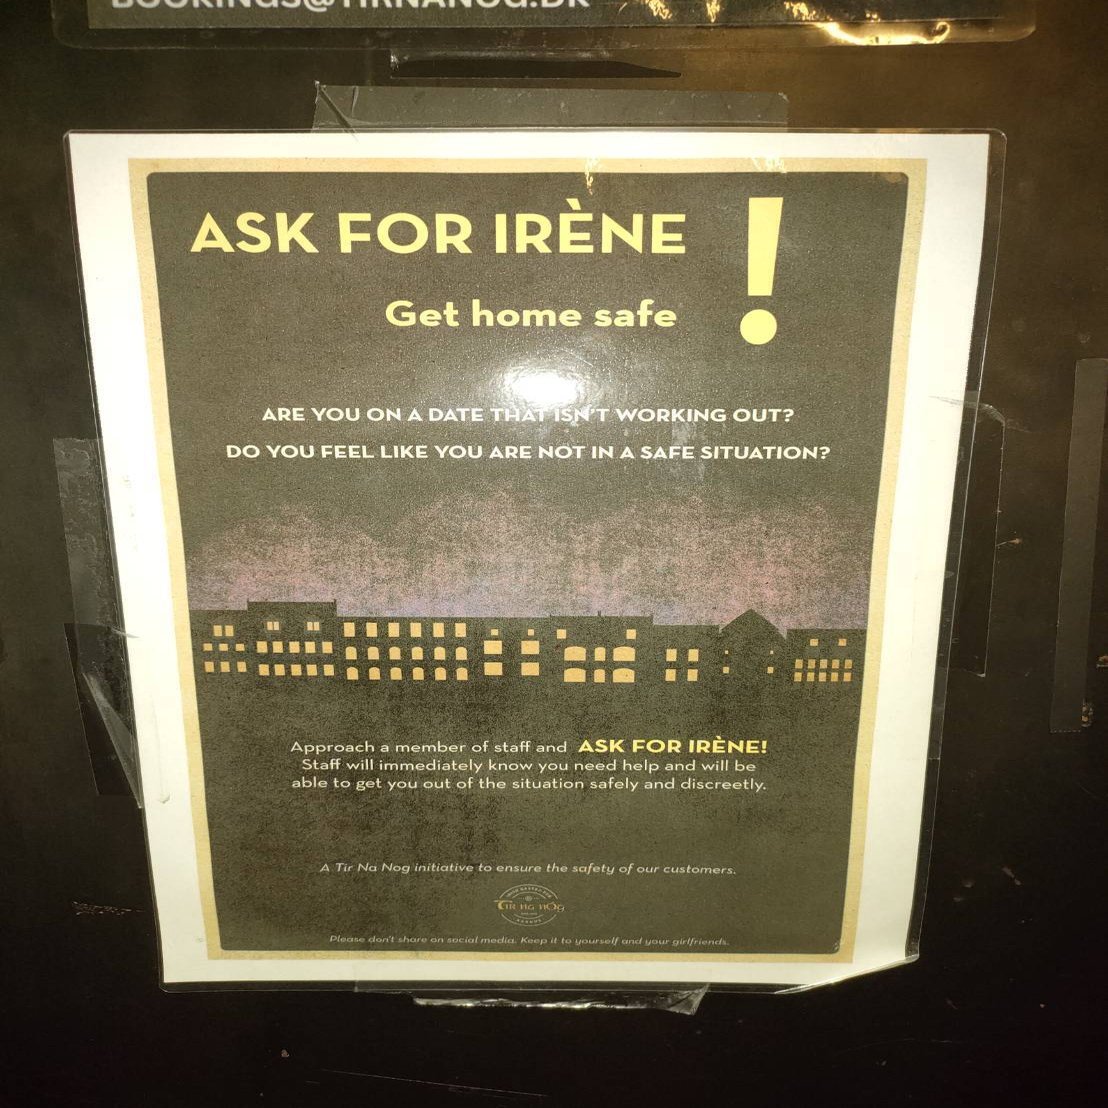 BOOKINGS@TIRNANOG.DK
ASK FOR IRÈNE !
Get home safe
ARE YOU ON A DATE THAT ISN'T WORKING OUT?
DO YOU FEEL LIKE YOU ARE NOT IN A SAFE SITUATION?
Approach a member of staff and ASK FOR IRÈNE!
Staff will immediately know you need help and will be
able to get you out of the situation safely and discreetly.
A Tir Na Nog initiative to ensure the safety of our customers.
Tir na nOg
Please don't share on social media. Keep it to yourself and your girlfriends.